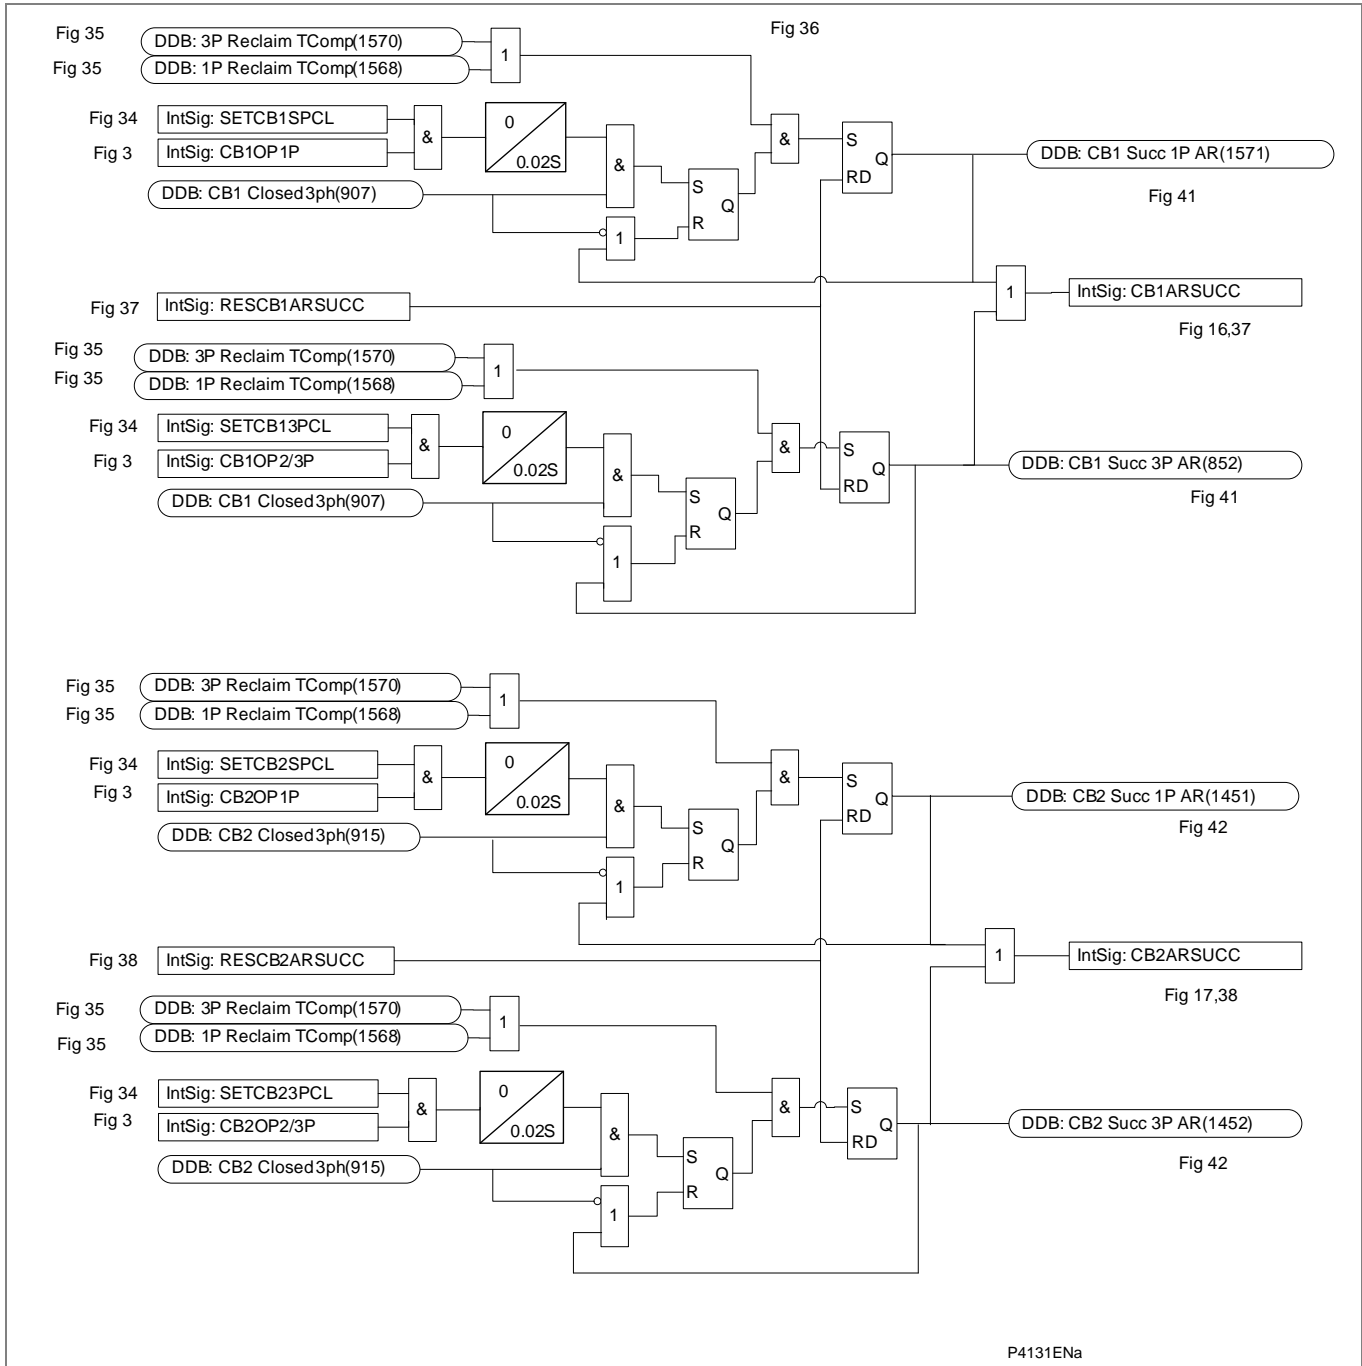 Fig 36
Fig 35
DDB: 3P Reclaim TComp(1570)
Fig 35
DDB: 1P Reclaim TComp(1568)
1
Fig 34
IntSig: SETCB1SPCL
Fig 3
IntSig: CB1OP1P
&
0
0.02S
&
DDB: CB1 Closed3ph(907)
1
S
R
Q
&
S
RD
Q
DDB: CB1 Succ 1P AR(1571)
Fig 41
Fig 37
IntSig: RESCB1ARSUCC
1
IntSig: CB1ARSUCC
Fig 16,37
Fig 35
DDB: 3P Reclaim TComp(1570)
Fig 35
DDB: 1P Reclaim TComp(1568)
1
Fig 34
IntSig: SETCB13PCL
Fig 3
IntSig: CB1OP2/3P
&
0
0.02S
&
DDB: CB1 Closed3ph(907)
1
S
R
Q
&
S
RD
Q
DDB: CB1 Succ 3P AR(852)
Fig 41
Fig 35
DDB: 3P Reclaim TComp(1570)
Fig 35
DDB: 1P Reclaim TComp(1568)
1
Fig 34
IntSig: SETCB2SPCL
Fig 3
IntSig: CB2OP1P
&
0
0.02S
&
DDB: CB2 Closed3ph(915)
1
S
R
Q
&
S
RD
Q
DDB: CB2 Succ 1P AR(1451)
Fig 42
Fig 38
IntSig: RESCB2ARSUCC
1
IntSig: CB2ARSUCC
Fig 17,38
Fig 35
DDB: 3P Reclaim TComp(1570)
Fig 35
DDB: 1P Reclaim TComp(1568)
1
Fig 34
IntSig: SETCB23PCL
Fig 3
IntSig: CB2OP2/3P
&
0
0.02S
&
DDB: CB2 Closed3ph(915)
1
S
R
Q
&
S
RD
Q
DDB: CB2 Succ 3P AR(1452)
Fig 42
P4131ENa